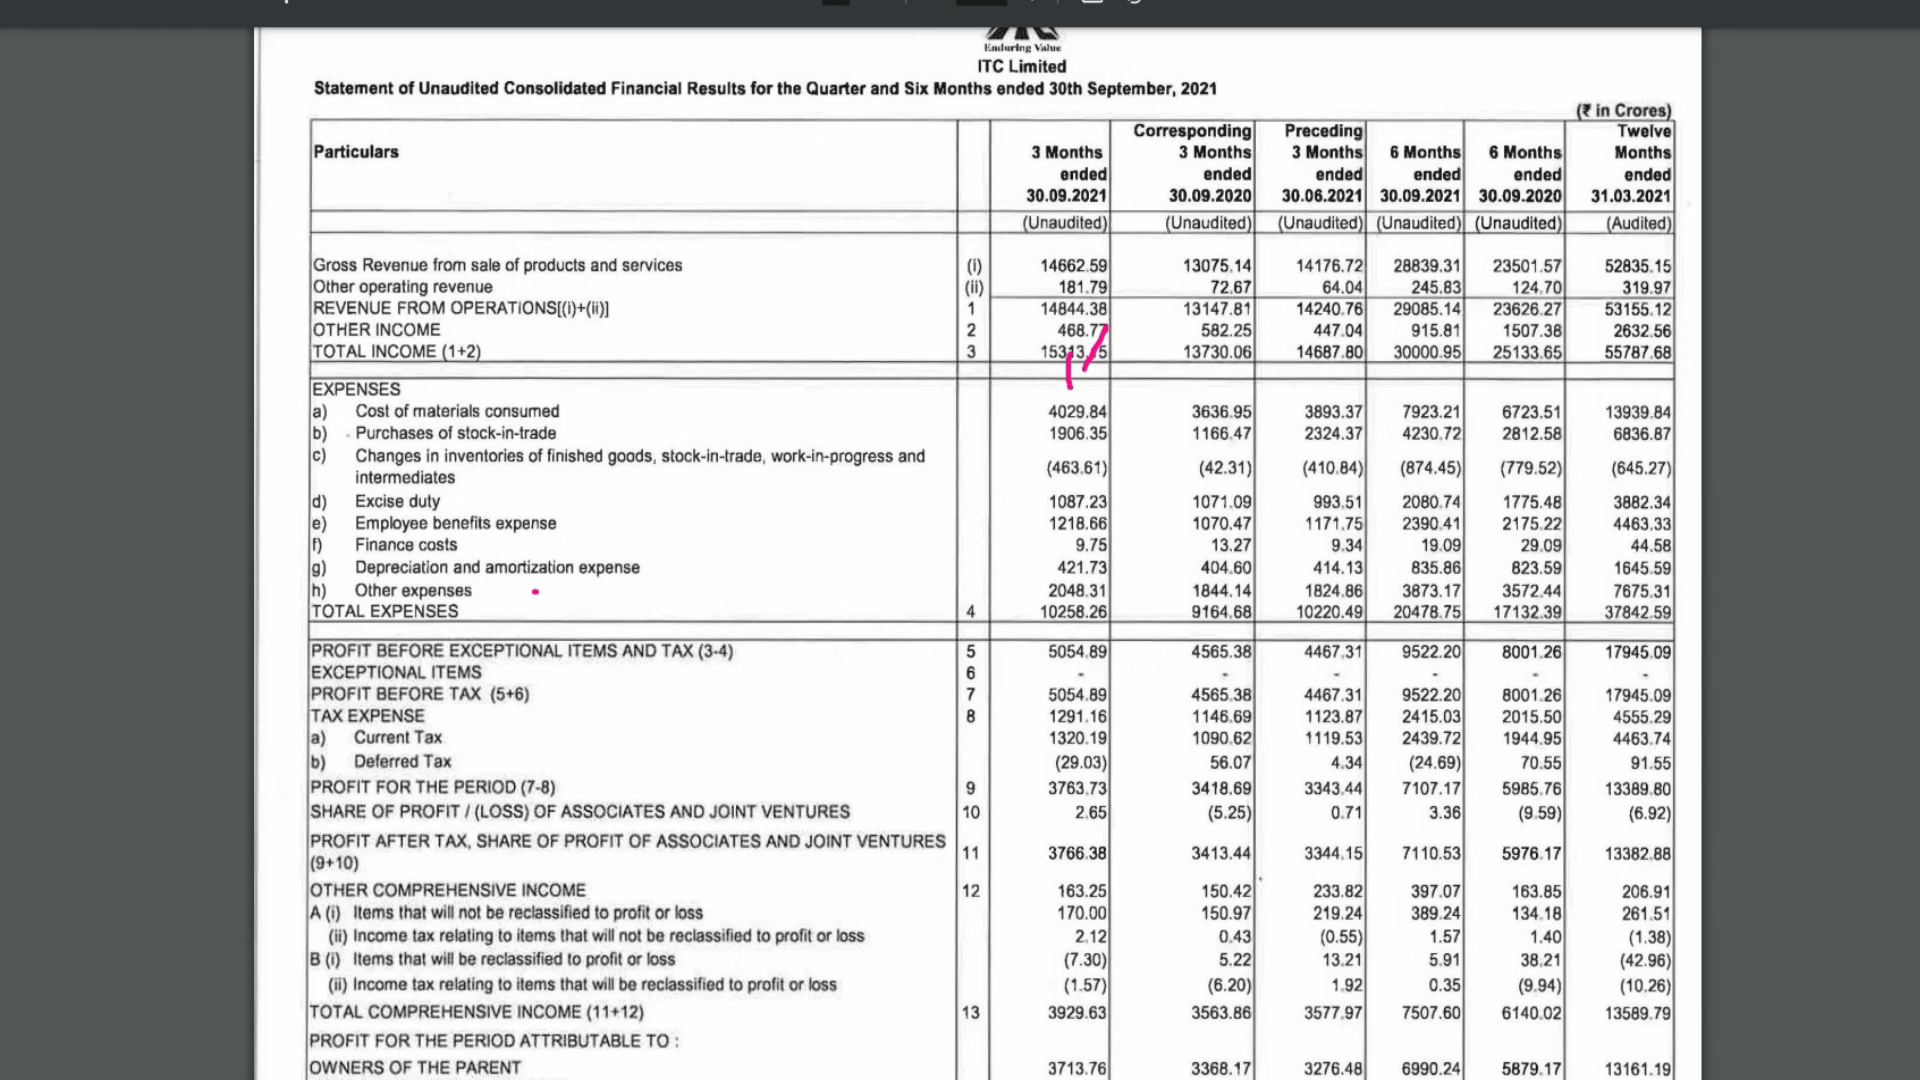 Enduring Value
ITC Limited
Statement of Unaudited Consolidated Financial Results for the Quarter and Six Months ended 30th September, 2021
(₹ in Crores)
Particulars 3 Months ended 30.09.2021 Corresponding 3 Months ended 30.09.2020 Preceding 3 Months ended 30.06.2021 6 Months ended 30.09.2021 6 Months ended 30.09.2020 Twelve Months ended 31.03.2021
(Unaudited) (Unaudited) (Unaudited) (Unaudited) (Unaudited) (Audited)
Gross Revenue from sale of products and services (i) 14662.59 13075.14 14176.72 28839.31 23501.57 52835.15
Other operating revenue (ii) 181.79 72.67 64.04 245.83 124.70 319.97
REVENUE FROM OPERATIONS[(i)+(ii)] 1 14844.38 13147.81 14240.76 29085.14 23626.27 53155.12
OTHER INCOME 2 468.77 582.25 447.04 915.81 1507.38 2632.56
TOTAL INCOME (1+2) 3 13730.06 14687.80 30000.95 25133.65 55787.68
EXPENSES
a) Cost of materials consumed 4029.84 3636.95 3893.37 7923.21 6723.51 13939.84
b) Purchases of stock-in-trade 1906.35 1166.47 2324.37 4230.72 2812.58 6836.87
c) Changes in inventories of finished goods, stock-in-trade, work-in-progress and
intermediates (463.61) (42.31) (410.84) (874.45) (779.52) (645.27)
d) Excise duty 1087.23 1071.09 993.51 2080.74 1775.48 3882.34
e) Employee benefits expense 1218.66 1070.47 1171.75 2390.41 2175.22 4463.33
f) Finance costs 9.75 13.27 9.34 19.09 29.09 44.58
g) Depreciation and amortization expense 421.73 404.60 414.13 835.86 823.59 1645.59
h) Other expenses 2048.31 1844.14 1824.86 3873.17 3572.44 7675.31
TOTAL EXPENSES 4 10258.26 9164.68 10220.49 20478.75 17132.39 37842.59
PROFIT BEFORE EXCEPTIONAL ITEMS AND TAX (3-4) 5 5054.89 4565.38 4467.31 9522.20 8001.26 17945.09
EXCEPTIONAL ITEMS 6 - - - - - -
PROFIT BEFORE TAX (5+6) 7 5054.89 4565.38 4467.31 9522.20 8001.26 17945.09
TAX EXPENSE 8 1291.16 1146.69 1123.87 2415.03 2015.50 4555.29
a) Current Tax 1320.19 1090.62 1119.53 2439.72 1944.95 4463.74
b) Deferred Tax (29.03) 56.07 4.34 (24.69) 70.55 91.55
PROFIT FOR THE PERIOD (7-8) 9 3763.73 3418.69 3343.44 7107.17 5985.76 13389.80
SHARE OF PROFIT / (LOSS) OF ASSOCIATES AND JOINT VENTURES 10 2.65 (5.25) 0.71 3.36 (9.59) (6.92)
PROFIT AFTER TAX, SHARE OF PROFIT OF ASSOCIATES AND JOINT VENTURES
(9+10) 11 3766.38 3413.44 3344.15 7110.53 5976.17 13382.88
OTHER COMPREHENSIVE INCOME 12 163.25 150.42 233.82 397.07 163.85 206.91
A (i) Items that will not be reclassified to profit or loss 170.00 150.97 219.24 389.24 134.18 261.51
(ii) Income tax relating to items that will not be reclassified to profit or loss 2.12 0.43 (0.55) 1.57 1.40 (1.38)
B (i) Items that will be reclassified to profit or loss (7.30) 5.22 13.21 5.91 38.21 (42.96)
(ii) Income tax relating to items that will be reclassified to profit or loss (1.57) (6.20) 1.92 0.35 (9.94) (10.26)
TOTAL COMPREHENSIVE INCOME (11+12) 13 3929.63 3563.86 3577.97 7507.60 6140.02 13589.79
PROFIT FOR THE PERIOD ATTRIBUTABLE TO :
OWNERS OF THE PARENT 3713.76 3368.17 3276.48 6990.24 5879.17 13161.19